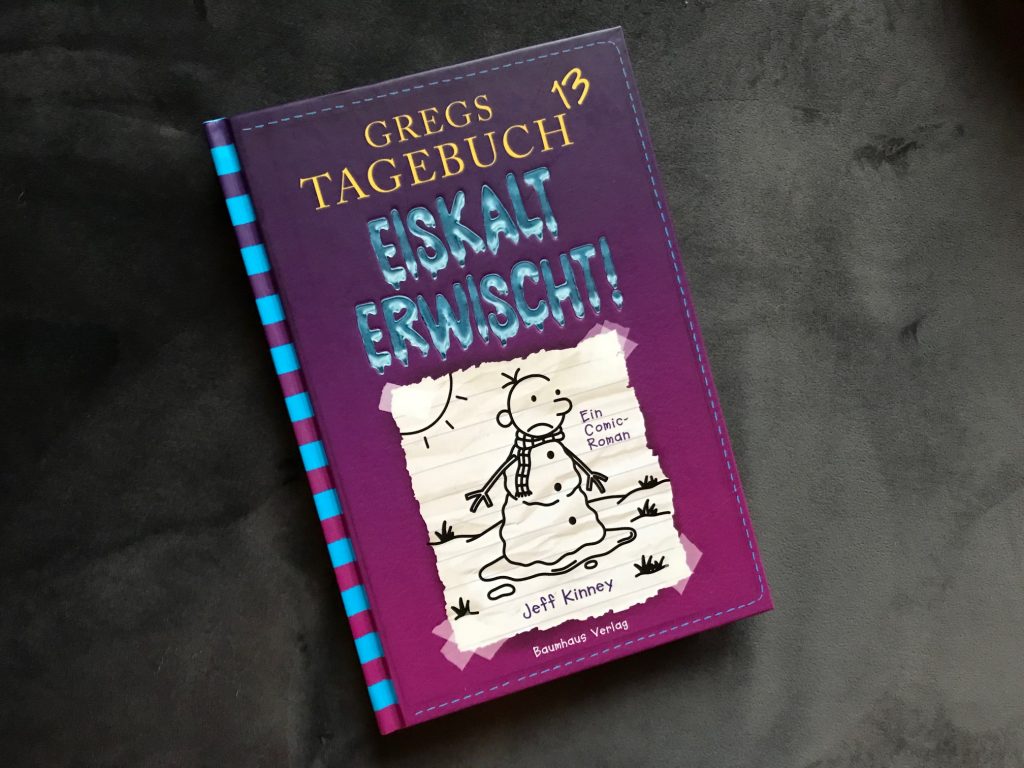 GREGS
TAGEBUCH 13
EISKALT
ERWISCHT!
Ein
Comic-
Roman
Jeff Kinney
Baumhaus Verlag